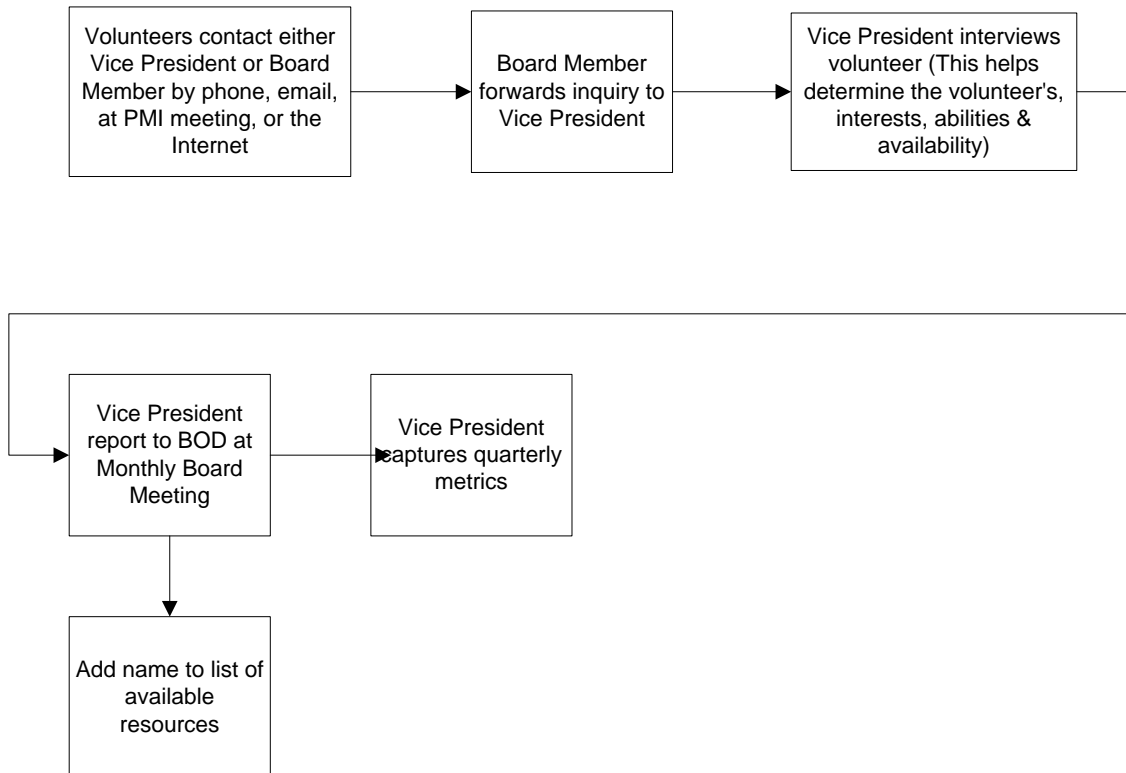 Volunteers contact either
Vice President or Board
Member by phone, email,
at PMI meeting, or the
Internet
Board Member
forwards inquiry to
Vice President
Vice President interviews
volunteer (This helps
determine the volunteer's,
interests, abilities &
availability)
Vice President
report to BOD at
Monthly Board
Meeting
Vice President
captures quarterly
metrics
Add name to list of
available
resources